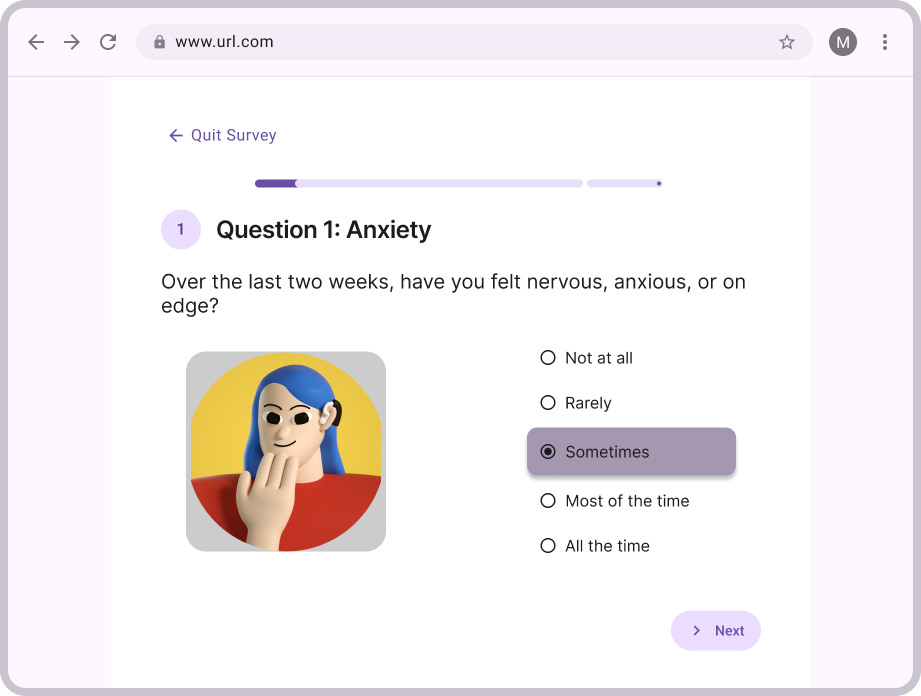 www.url.com
M
Quit Survey
1
Question 1: Anxiety
Over the last two weeks, have you felt nervous, anxious, or on
edge?
Not at all
Rarely
Sometimes
Most of the time
All the time
Next